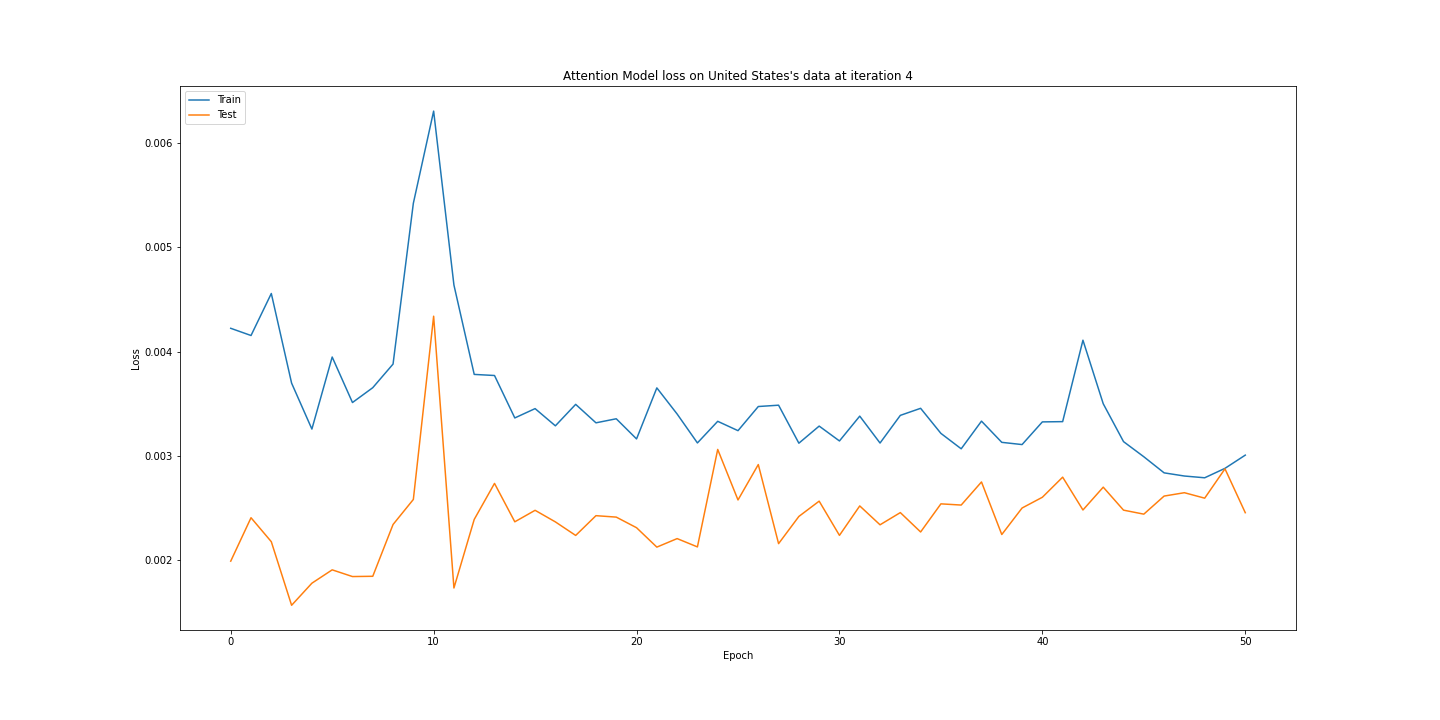 Attention Model loss on United States's data at iteration 4
Train
Test
0.006
0.005
0.004
0.003
0.002
Loss
0
10
20
30
40
50
Epoch